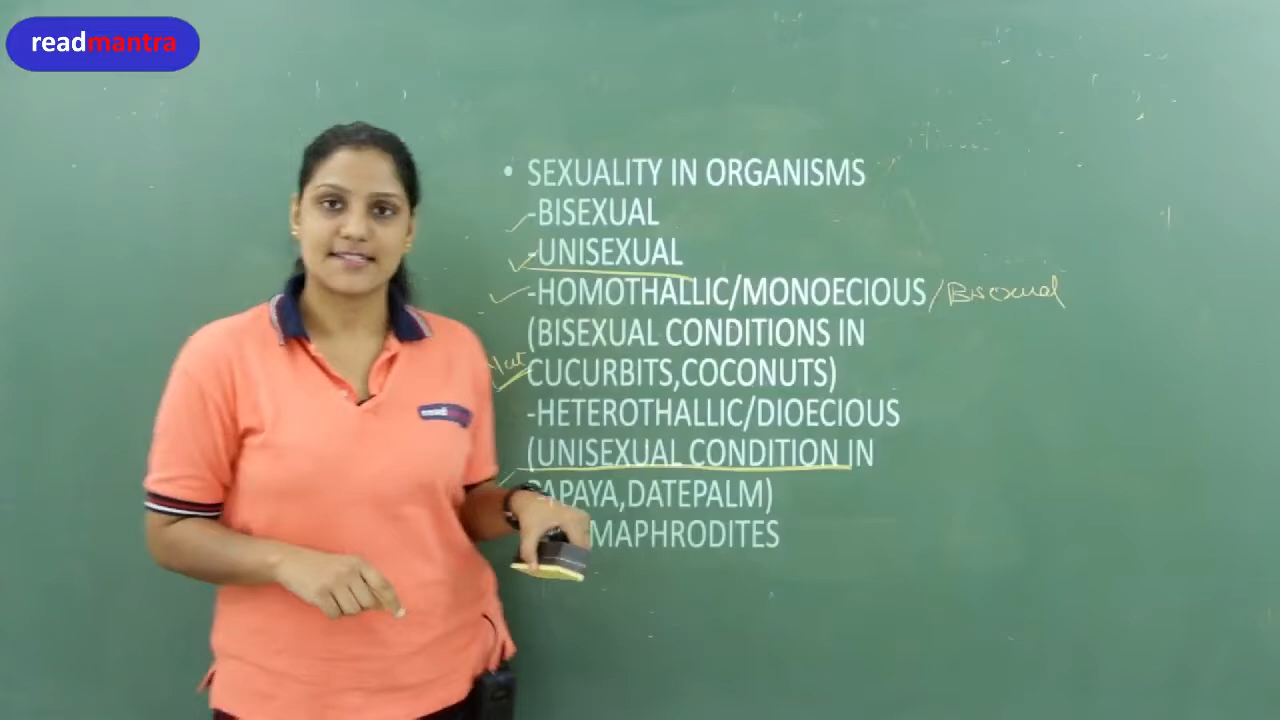 readmantra
• SEXUALITY IN ORGANISMS
-BISEXUAL
-UNISEXUAL
-HOMOTHALLIC/MONOECIOUS /Bisexual
(BISEXUAL CONDITIONS IN
CUCURBITS,COCONUTS)
-HETEROTHALLIC/DIOECIOUS
(UNISEXUAL CONDITION IN
PAPAYA,DATEPALM)
MAPHRODITES